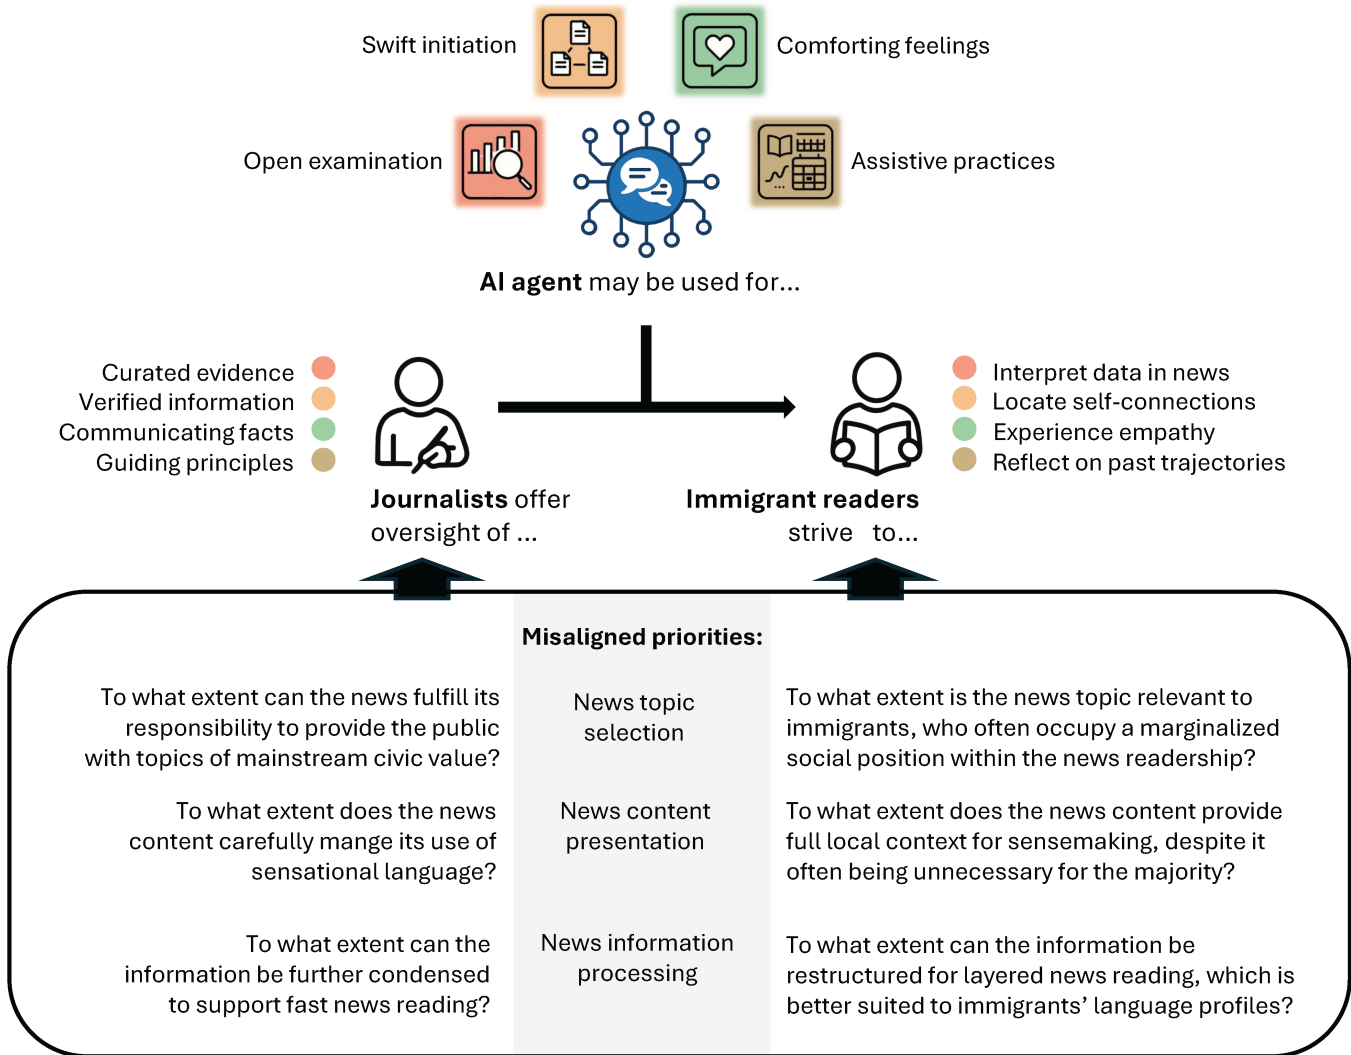 Swift initiation
Comforting feelings
Open examination
Assistive practices
AI agent may be used for...
Curated evidence
Verified information
Communicating facts
Guiding principles
Interpret data in news
Locate self-connections
Experience empathy
Reflect on past trajectories
Journalists offer
oversight of ...
Immigrant readers
strive to...
Misaligned priorities:
To what extent can the news fulfill its
responsibility to provide the public
with topics of mainstream civic value?
News topic
selection
To what extent is the news topic relevant to
immigrants, who often occupy a marginalized
social position within the news readership?
To what extent does the news
content carefully mange its use of
sensational language?
News content
presentation
To what extent does the news content provide
full local context for sensemaking, despite it
often being unnecessary for the majority?
To what extent can the
information be further condensed
to support fast news reading?
News information
processing
To what extent can the information be
restructured for layered news reading, which is
better suited to immigrants’ language profiles?